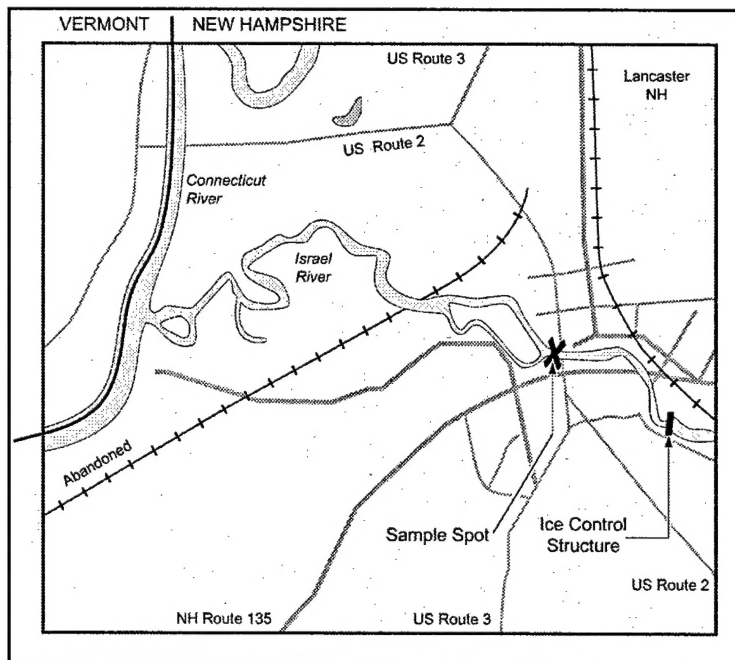 VERMONT
NEW HAMPSHIRE
US Route 3
Lancaster
NH
US Route 2
Connecticut
River
Israel
River
Abandoned
Sample Spot
Ice Control
Structure
US Route 2
NH Route 135
US Route 3